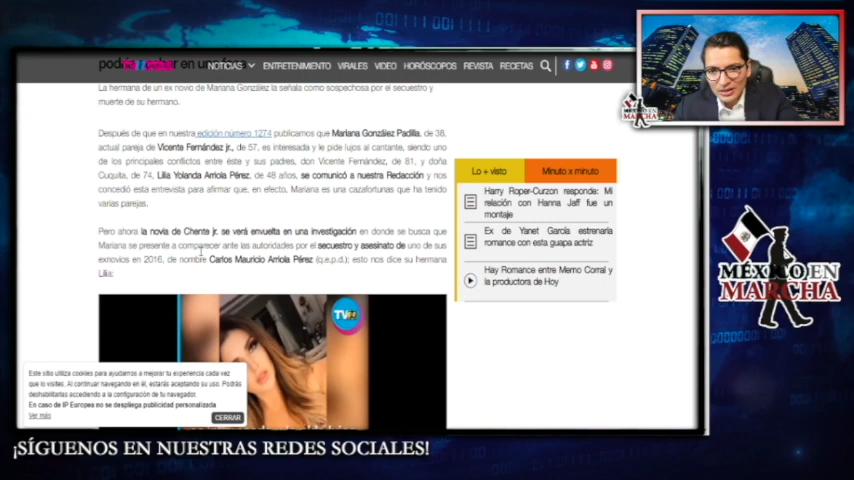 NOTICIAS ENTRETENIMIENTO VIRALES VIDEO HORÓSCOPOS REVISTA RECETAS
La hermana de un ex novio de Mariana González la señala como sospechosa por el secuestro y
muerte de su hermano.
Después de que en nuestra edición número 1274 publicamos que Mariana González Padilla, de 38,
actual pareja de Vicente Fernández jr., de 57, es interesada y le pide lujos al cantante, siendo uno
de los principales conflictos entre éste y sus padres, don Vicente Fernández, de 81, y doña
Cuquita, de 74, Lilia Yolanda Arriola Pérez, de 48 años, se comunicó a nuestra Redacción y nos
concedió esta entrevista para afirmar que, en efecto, Mariana es una cazafortunas que ha tenido
varias parejas.
Pero ahora la novia de Chente jr. se verá envuelta en una investigación en donde se busca que
Mariana se presente a comparecer ante las autoridades por el secuestro y asesinato de uno de sus
exnovios en 2016, de nombre Carlos Mauricio Arriola Pérez (q.e.p.d.); esto nos dice su hermana
Lilia:
Lo + visto
Minuto x minuto
Harry Roper-Curzon responde: Mi
relación con Hanna Jaff fue un
montaje
Ex de Yanet García estrenaría
romance con esta guapa actriz
Hay Romance entre Memo Corral y
la productora de Hoy
TV
Este sitio utiliza cookies para ayudarnos a mejorar tu experiencia cada vez
que lo visites. Al continuar navegando en él, estarás aceptando su uso. Podrás
deshabilitarlas accediendo a la configuración de tu navegador.
En caso de IP Europea no se despliega publicidad personalizada
Ver más
CERRAR
MÉXICO EN
MARCHA
MÉXICO EN
MARCHA
¡SÍGUENOS EN NUESTRAS REDES SOCIALES!